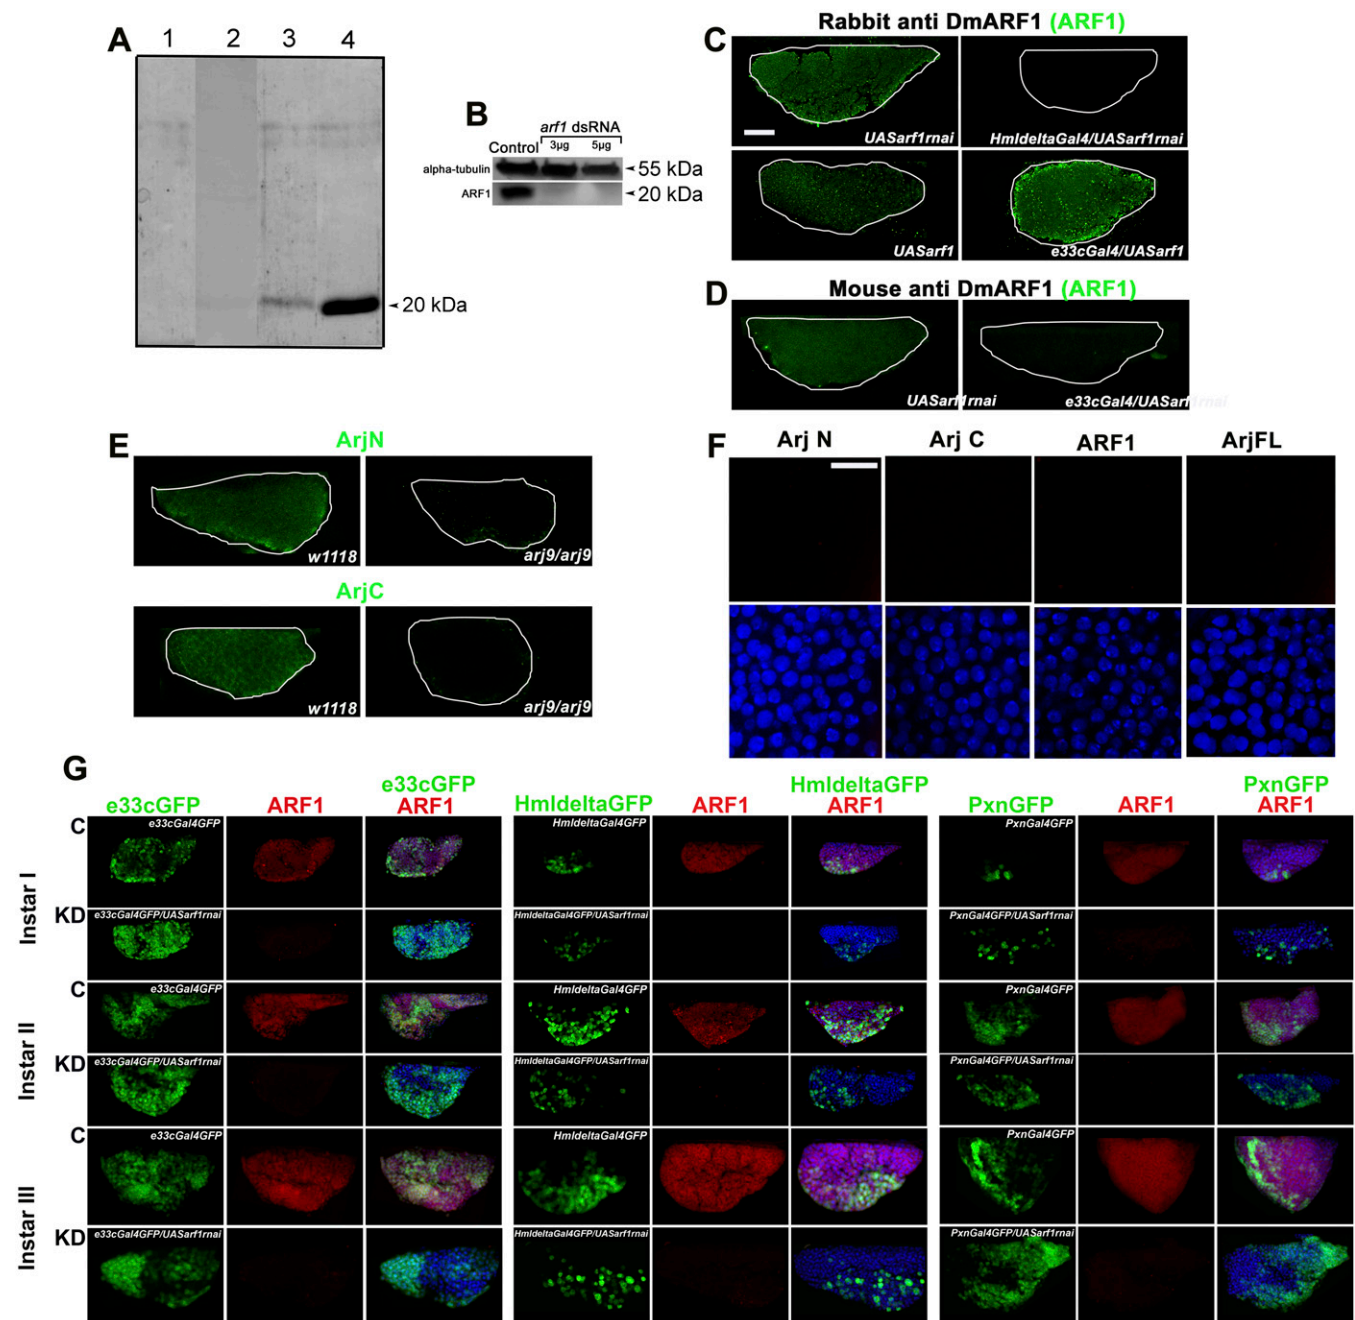 A
1 2 3 4
20 kDa
B
arf1 dsRNA
Control 3µg 5µg
alpha-tubulin 55 kDa
ARF1 20 kDa
C
Rabbit anti DmARF1 (ARF1)
UASarf1rnai
HmldeltaGal4/UASarf1rnai
UASarf1
e33cGal4/UASarf1
D
Mouse anti DmARF1 (ARF1)
UASarf1rnai
e33cGal4/UASarf1rnai
E
ArjN
w1118
arj9/arj9
ArjC
w1118
arj9/arj9
F
Arj N Arj C ARF1 ArjFL
G
e33cGFP ARF1 e33cGFP ARF1
HmldeltaGFP ARF1 HmldeltaGFP ARF1
PxnGFP ARF1 PxnGFP ARF1
Instar I
C
e33cGal4GFP
HmldeltaGal4GFP
PxnGal4GFP
KD
e33cGal4GFP/UASarf1rnai
HmldeltaGal4GFP/UASarf1rnai
PxnGal4GFP/UASarf1rnai
Instar II
C
e33cGal4GFP
HmldeltaGal4GFP
PxnGal4GFP
KD
e33cGal4GFP/UASarf1rnai
HmldeltaGal4GFP/UASarf1rnai
PxnGal4GFP/UASarf1rnai
Instar III
C
e33cGal4GFP
HmldeltaGal4GFP
PxnGal4GFP
KD
e33cGal4GFP/UASarf1rnai
HmldeltaGal4GFP/UASarf1rnai
PxnGal4GFP/UASarf1rnai